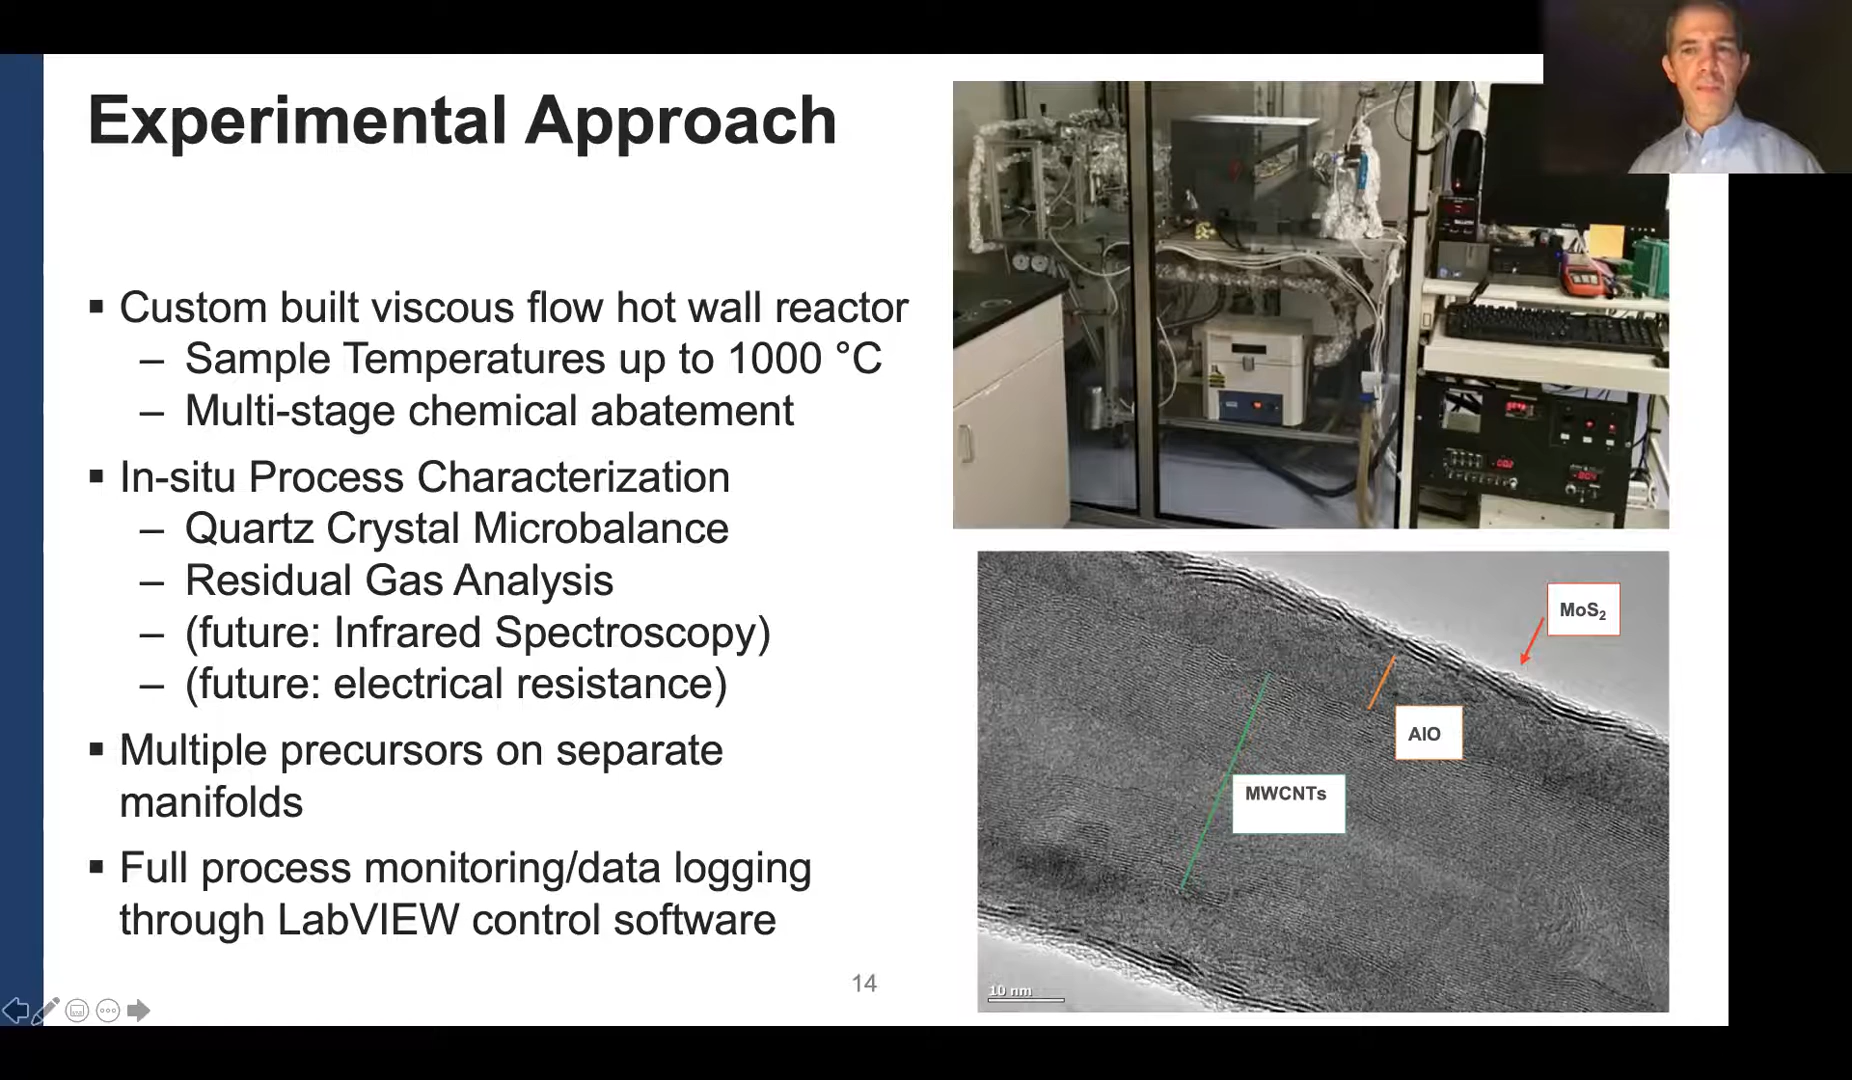 Experimental Approach
▪ Custom built viscous flow hot wall reactor
– Sample Temperatures up to 1000 °C
– Multi-stage chemical abatement
▪ In-situ Process Characterization
– Quartz Crystal Microbalance
– Residual Gas Analysis
– (future: Infrared Spectroscopy)
– (future: electrical resistance)
▪ Multiple precursors on separate
manifolds
▪ Full process monitoring/data logging
through LabVIEW control software
14
MoS₂
AlO
MWCNTs
10 nm